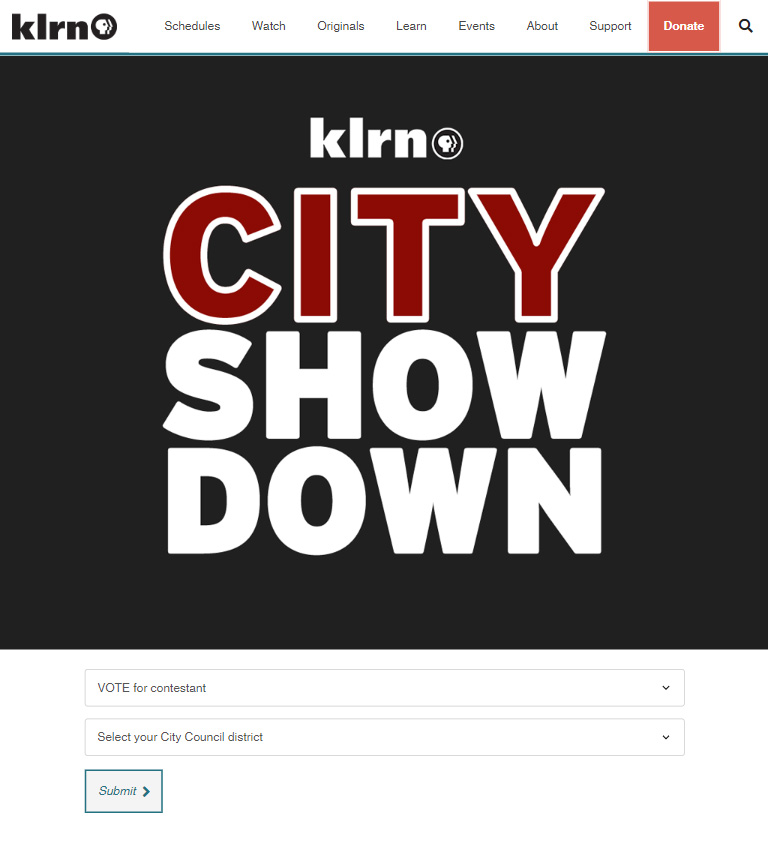 klrn
Schedules Watch Originals Learn Events About Support Donate
klrn
CITY
SHOW
DOWN
VOTE for contestant
Select your City Council district
Submit